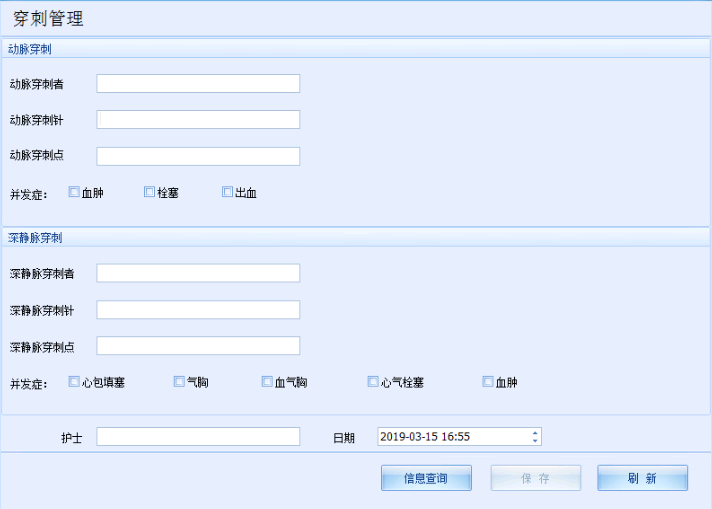 穿刺管理
动脉穿刺
动脉穿刺者
动脉穿刺针
动脉穿刺点
并发症： 血肿 栓塞 出血
深静脉穿刺
深静脉穿刺者
深静脉穿刺针
深静脉穿刺点
并发症： 心包填塞 气胸 血气胸 心气栓塞 血肿
护士 日期 2019-03-15 16:55
信息查询 保 存 刷 新